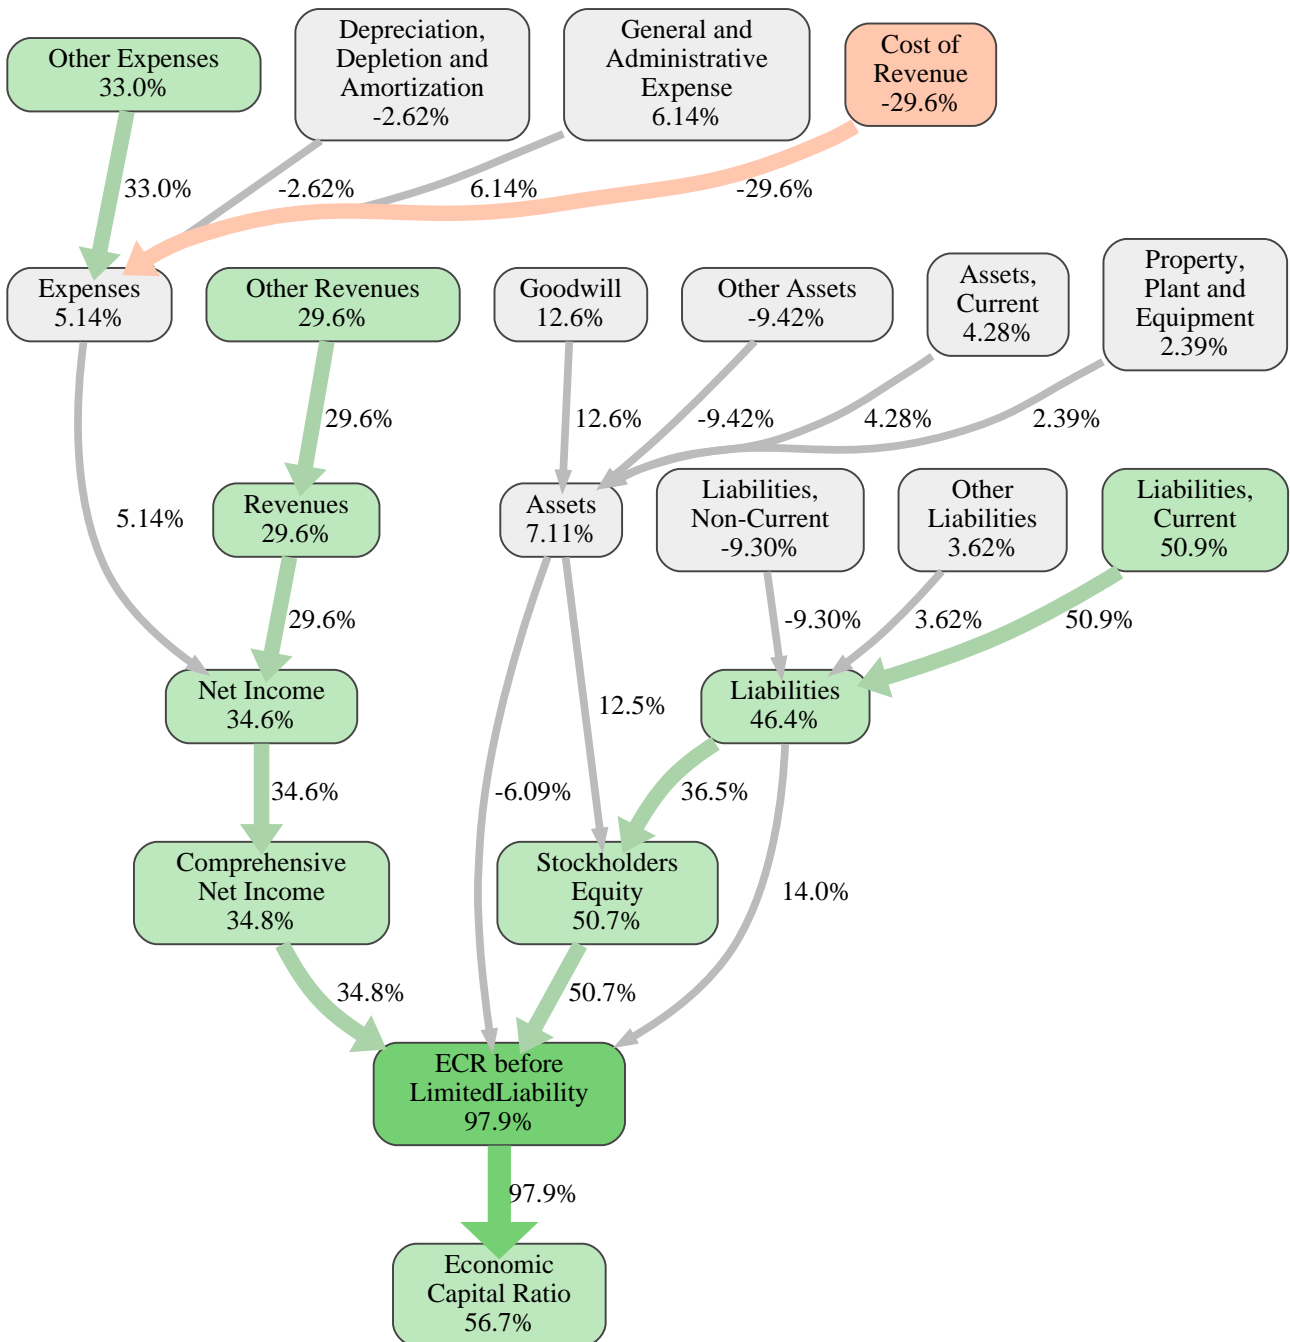 Other Expenses
33.0%
Depreciation,
Depletion and
Amortization
-2.62%
General and
Administrative
Expense
6.14%
Cost of
Revenue
-29.6%
33.0%
-2.62%
6.14%
-29.6%
Expenses
5.14%
Other Revenues
29.6%
Goodwill
12.6%
Other Assets
-9.42%
Assets,
Current
4.28%
Property,
Plant and
Equipment
2.39%
29.6%
12.6%
-9.42%
4.28%
2.39%
5.14%
Revenues
29.6%
Assets
7.11%
Liabilities,
Non-Current
-9.30%
Other
Liabilities
3.62%
Liabilities,
Current
50.9%
29.6%
-9.30%
3.62%
50.9%
Net Income
34.6%
12.5%
Liabilities
46.4%
34.6%
-6.09%
36.5%
Comprehensive
Net Income
34.8%
Stockholders
Equity
50.7%
14.0%
34.8%
50.7%
ECR before
LimitedLiability
97.9%
97.9%
Economic
Capital Ratio
56.7%